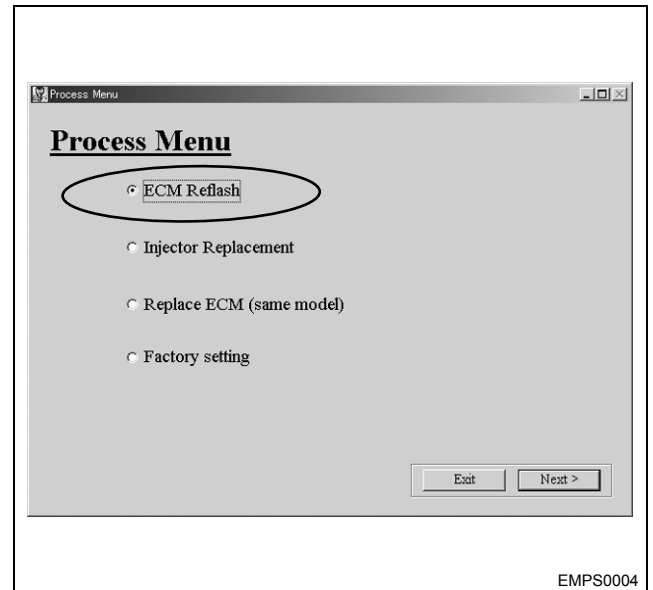 Process Menu
Process Menu
ECM Reflash
Injector Replacement
Replace ECM (same model)
Factory setting
Exit
Next >
EMPS0004